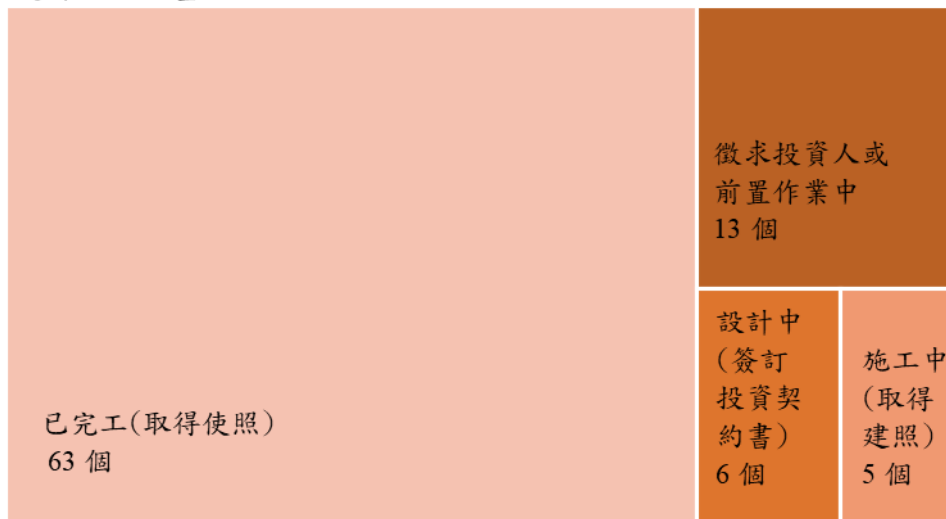 已完工(取得使照)
63 個
徵求投資人或
前置作業中
13 個
設計中
(簽訂
投資契
約書)
6 個
施工中
(取得
建照)
5 個